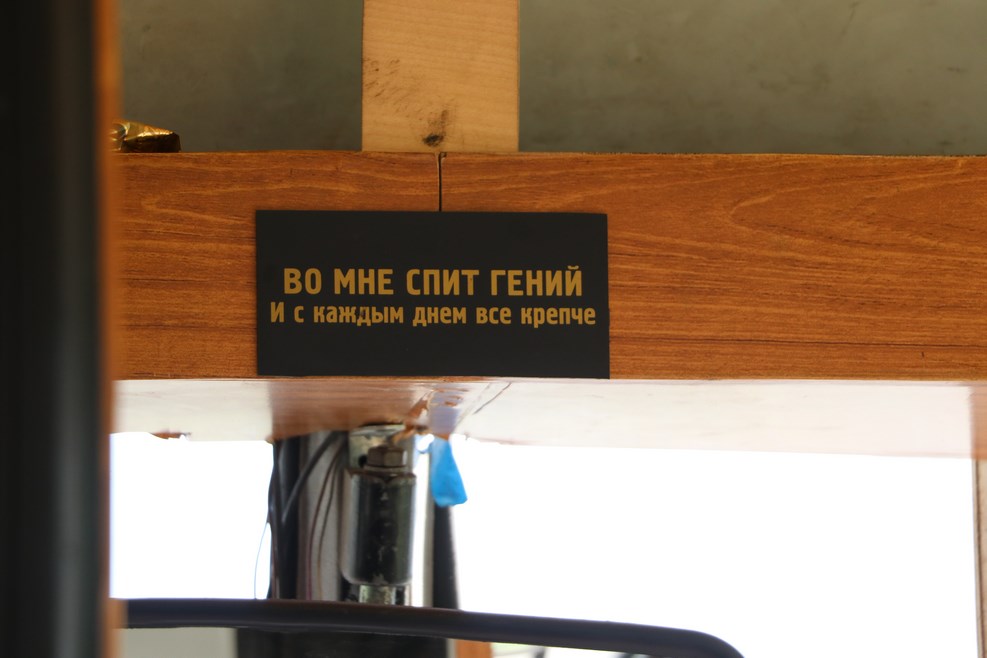 ВО МНЕ СПИТ ГЕНИЙ
И с каждым днем все крепче